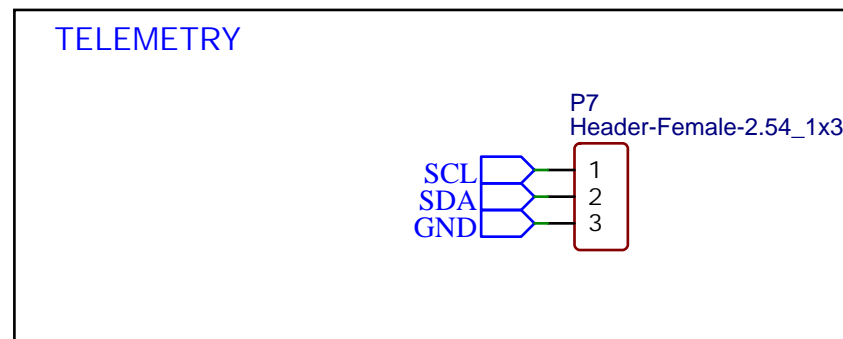 TELEMETRY
P7
Header-Female-2.54_1x3
SCL 1
SDA 2
GND 3